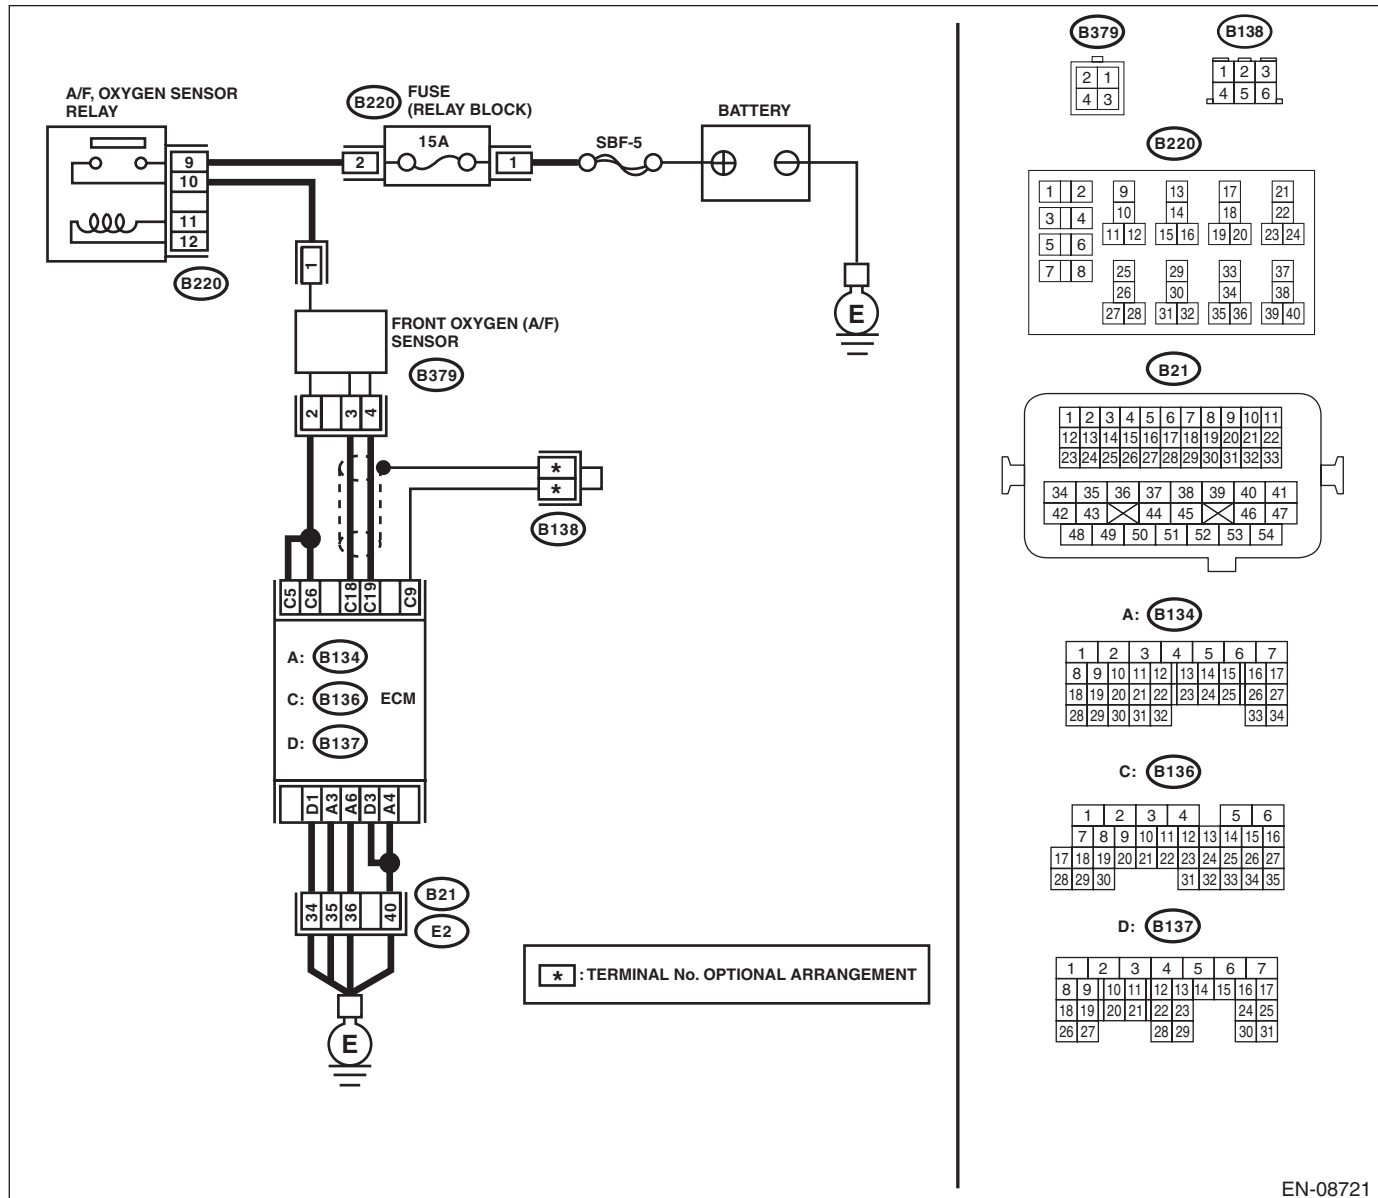 A/F, OXYGEN SENSOR
RELAY
B220
FUSE
(RELAY BLOCK)
15A
SBF-5
BATTERY
9
10
11
12
2
1
B220
1
E
FRONT OXYGEN (A/F)
SENSOR
B379
2 3 4
*
*
B138
C5 C6 C18 C19 C9
A: B134
C: B136 ECM
D: B137
D1 A3 A6 D3 A4
34 35 36 40
B21
E2
E
* : TERMINAL No. OPTIONAL ARRANGEMENT
B379
2 1
4 3
B138
1 2 3
4 5 6
B220
1 2 9 13 17 21
3 4 10 14 18 22
11 12 15 16 19 20 23 24
5 6
7 8 25 29 33 37
26 30 34 38
27 28 31 32 35 36 39 40
B21
1 2 3 4 5 6 7 8 9 10 11
12 13 14 15 16 17 18 19 20 21 22
23 24 25 26 27 28 29 30 31 32 33
34 35 36 37 38 39 40 41
42 43 44 45 46 47
48 49 50 51 52 53 54
A: B134
1 2 3 4 5 6 7
8 9 10 11 12 13 14 15 16 17
18 19 20 21 22 23 24 25 26 27
28 29 30 31 32 33 34
C: B136
1 2 3 4 5 6
7 8 9 10 11 12 13 14 15 16
17 18 19 20 21 22 23 24 25 26 27
28 29 30 31 32 33 34 35
D: B137
1 2 3 4 5 6 7
8 9 10 11 12 13 14 15 16 17
18 19 20 21 22 23 24 25
26 27 28 29 30 31
EN-08721